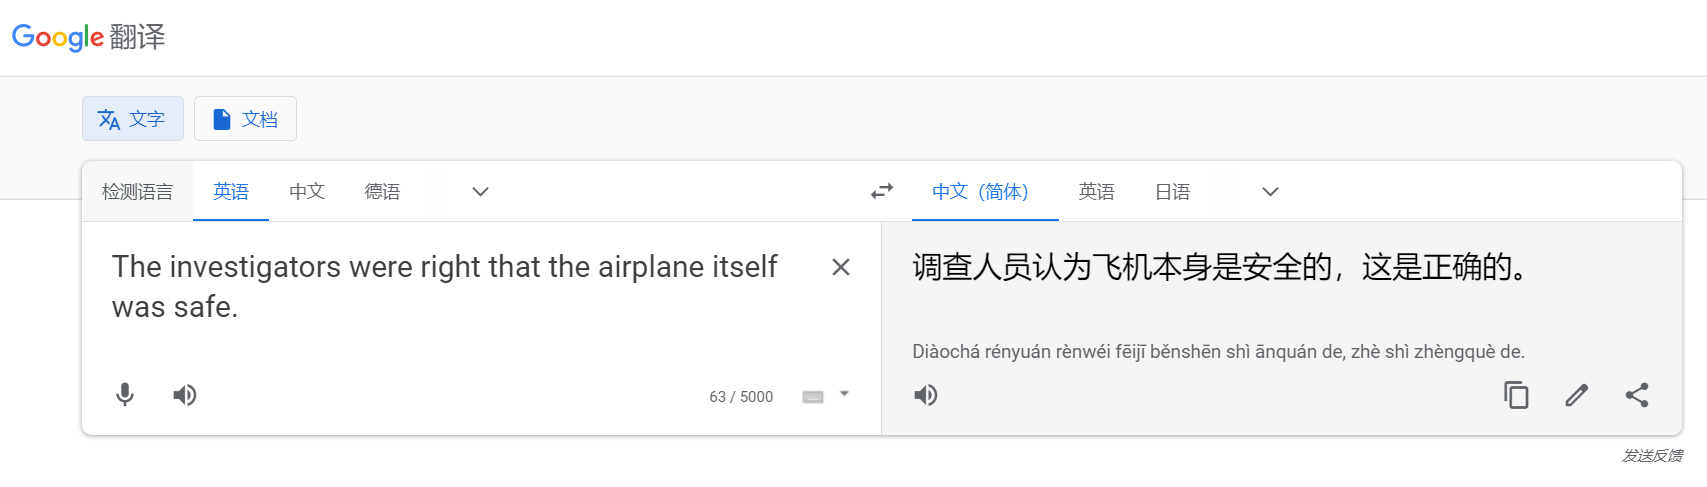 Google 翻译
文字 文档
检测语言 英语 中文 德语 中文（简体） 英语 日语
The investigators were right that the airplane itself
was safe.
调查人员认为飞机本身是安全的，这是正确的。
Diàochá rényuán rènwéi fēijī běnshēn shì ānquán de, zhè shì zhèngquè de.
63 / 5000
发送反馈